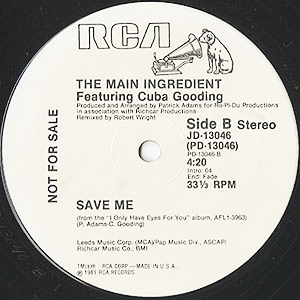 RCA
THE MAIN INGREDIENT
Featuring Cuba Gooding
Produced and Arranged by Patrick Adams for Ro-Pi-Du Productions
in association with Richcar Productions
Remixed by Robert Wright
Side B Stereo
JD-13046
(PD-13046)
PD-13046 B
4:20
Intro: 04
End: Fade
33⅓ RPM
NOT FOR SALE
SAVE ME
(from the "I Only Have Eyes For You" album, AFL1-3963)
(P. Adams-C. Gooding)
Leeds Music Corp. (MCA)/Pap Music Div., ASCAP/
Richcar Music Co., BMI
TM(s)® RCA CORP — MADE IN U.S.A.
℗ 1981 RCA RECORDS